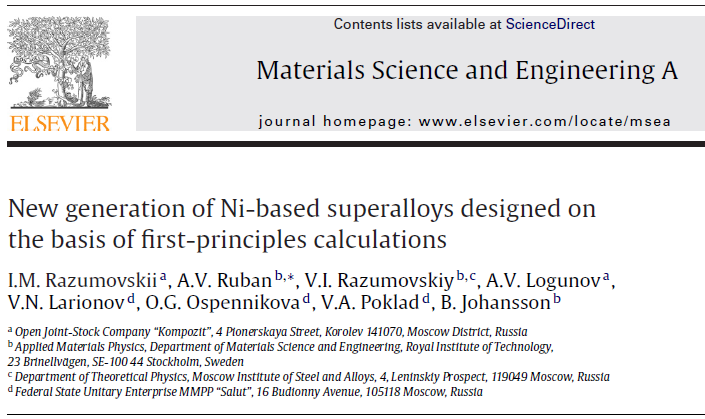 Contents lists available at ScienceDirect
Materials Science and Engineering A
ELSEVIER
journal homepage: www.elsevier.com/locate/msea
New generation of Ni-based superalloys designed on
the basis of first-principles calculations
I.M. Razumovskii a, A.V. Ruban b,*, V.I. Razumovskiy b,c, A.V. Logunov a,
V.N. Larionov d, O.G. Ospennikova d, V.A. Poklad d, B. Johansson b
a Open Joint-Stock Company "Kompozit", 4 Pionerskaya Street, Korolev 141070, Moscow District, Russia
b Applied Materials Physics, Department of Materials Science and Engineering, Royal Institute of Technology,
23 Brinellvägen, SE-100 44 Stockholm, Sweden
c Department of Theoretical Physics, Moscow Institute of Steel and Alloys, 4, Leninskiy Prospect, 119049 Moscow, Russia
d Federal State Unitary Enterprise MMPP "Salut", 16 Budionny Avenue, 105118 Moscow, Russia